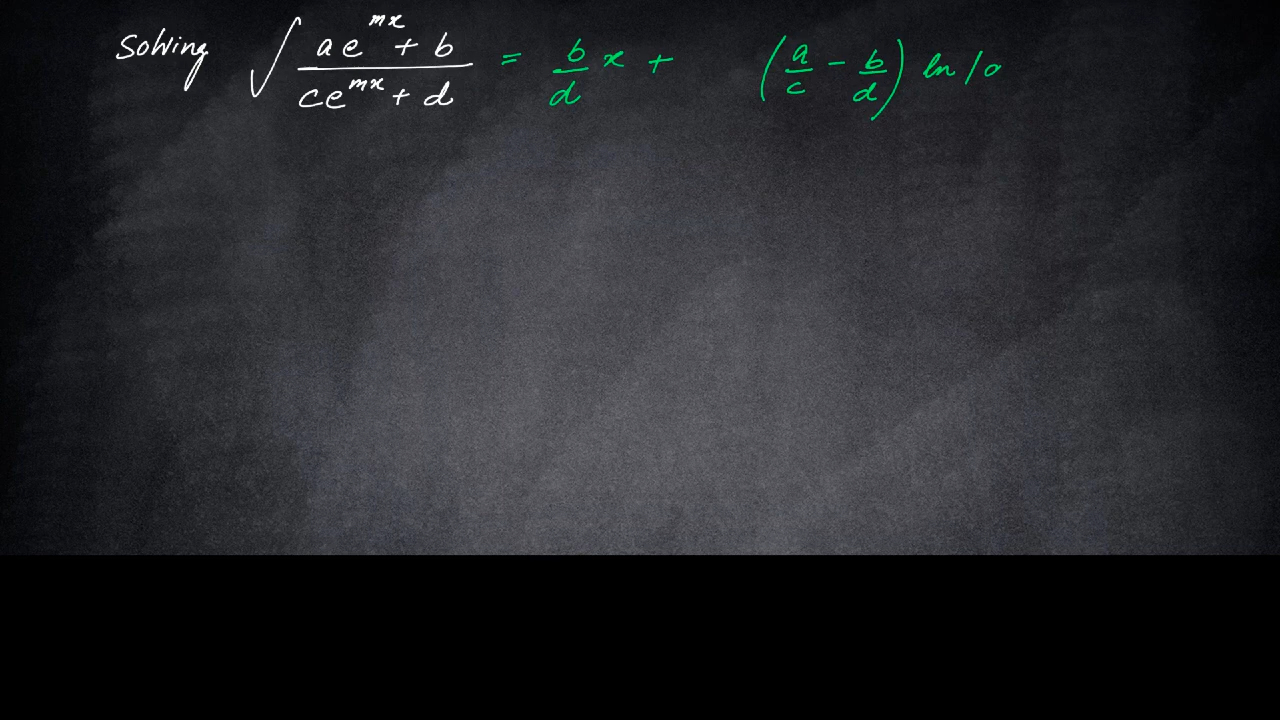 Solving ∫ (ae^{mx} + b)/(ce^{mx} + d) = b/d x + (a/c - b/d) ln |